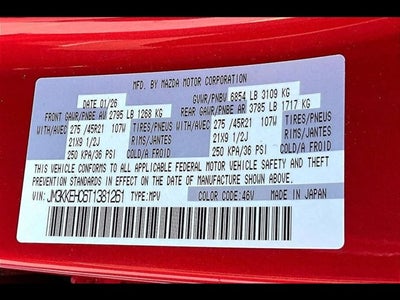 MFD. BY MAZDA MOTOR CORPORATION
DATE 01/26 GVWR/PNBV 6854 LB 3109 KG
FRONT GAWR/PNBE AV 2795 LB 1268 KG REAR GAWR/PNBE AR 3785 LB 1717 KG
WITH/AVEC 275 /45R21 107W TIRES/PNEUS WITH/AVEC 275 /45R21 107W TIRES/PNEUS
21X9 1/2J RIMS/JANTES 21X9 1/2J RIMS/JANTES
250 KPA/36 PSI COLD/A FROID 250 KPA/36 PSI COLD/A FROID
THIS VEHICLE CONFORMS TO ALL APPLICABLE FEDERAL MOTOR VEHICLE SAFETY AND THEFT
PREVENTION STANDARDS IN EFFECT ON THE DATE OF MANUFACTURE SHOWN ABOVE.
VIN: JM3KKEHC6T1381261 TYPE:MPV COLOR CODE:46V MADE IN JAPAN